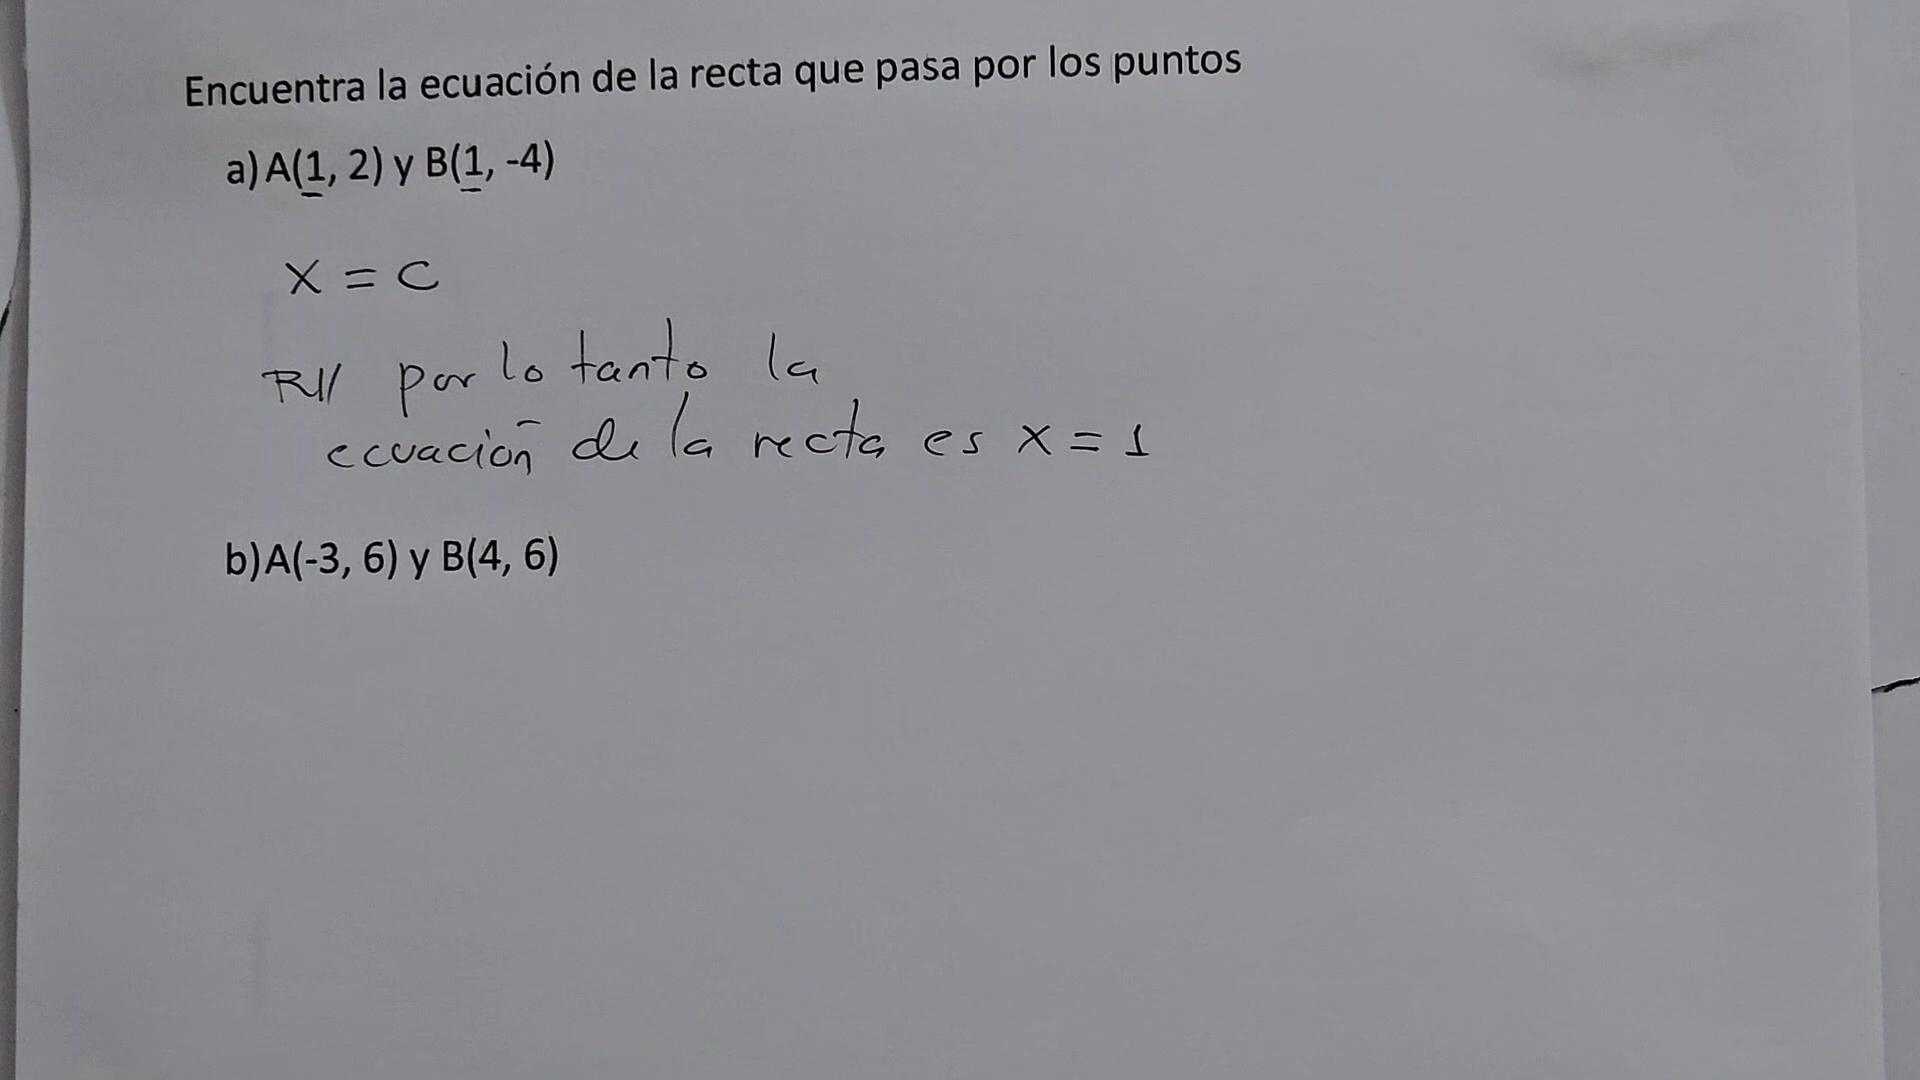 Encuentra la ecuación de la recta que pasa por los puntos
a) A(1, 2) y B(1, -4)
X = C
R// por lo tanto la
ecuación de la recta es x = 1
b) A(-3, 6) y B(4, 6)